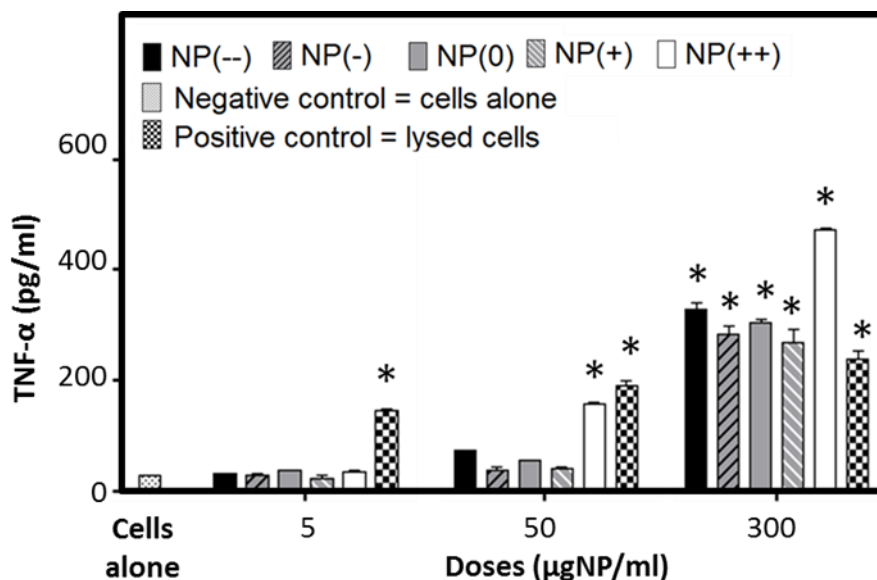 NP(--) NP(-) NP(0) NP(+) NP(++)
Negative control = cells alone
Positive control = lysed cells
600
400
200
0
TNF-α (pg/ml)
* * * * * * * * *
Cells alone
5 50 300
Doses (µgNP/ml)